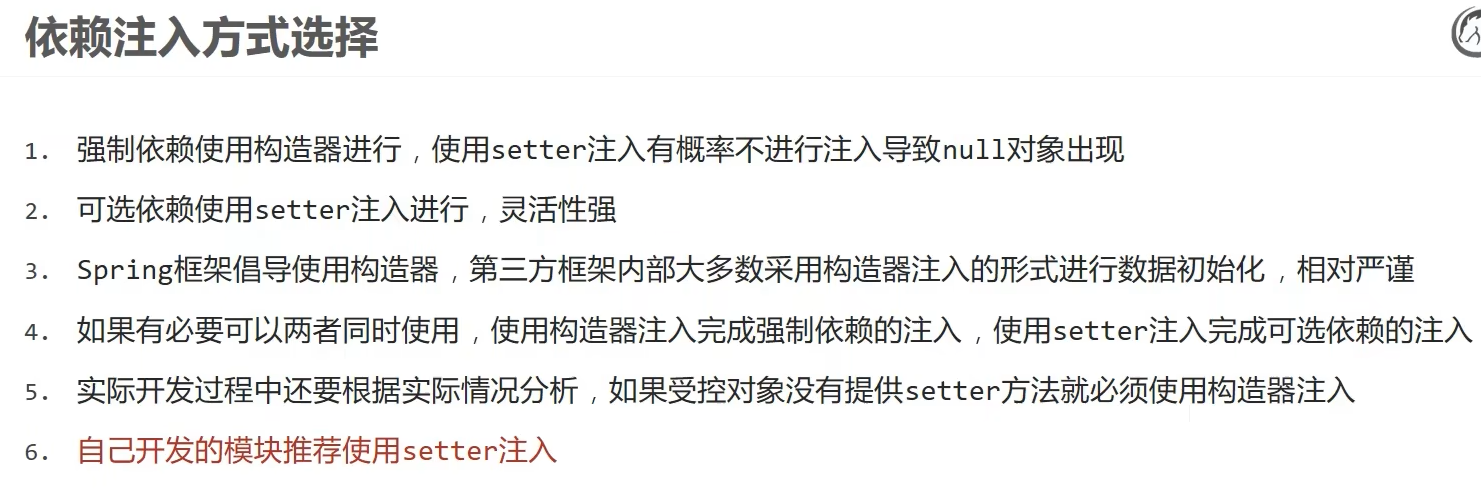 依赖注入方式选择
1. 强制依赖使用构造器进行，使用setter注入有概率不进行注入导致null对象出现
2. 可选依赖使用setter注入进行，灵活性强
3. Spring框架倡导使用构造器，第三方框架内部大多数采用构造器注入的形式进行数据初始化，相对严谨
4. 如果有必要可以两者同时使用，使用构造器注入完成强制依赖的注入，使用setter注入完成可选依赖的注入
5. 实际开发过程中还要根据实际情况分析，如果受控对象没有提供setter方法就必须使用构造器注入
6. 自己开发的模块推荐使用setter注入